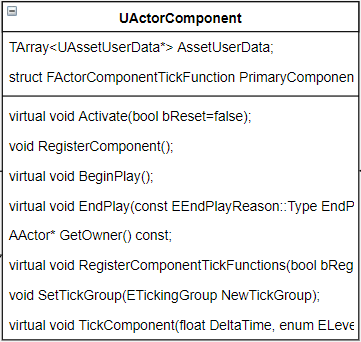 UActorComponent
TArray<UAssetUserData*> AssetUserData;
struct FActorComponentTickFunction PrimaryComponen
virtual void Activate(bool bReset=false);
void RegisterComponent();
virtual void BeginPlay();
virtual void EndPlay(const EEndPlayReason::Type EndP
AActor* GetOwner() const;
virtual void RegisterComponentTickFunctions(bool bReg
void SetTickGroup(ETickingGroup NewTickGroup);
virtual void TickComponent(float DeltaTime, enum ELeve